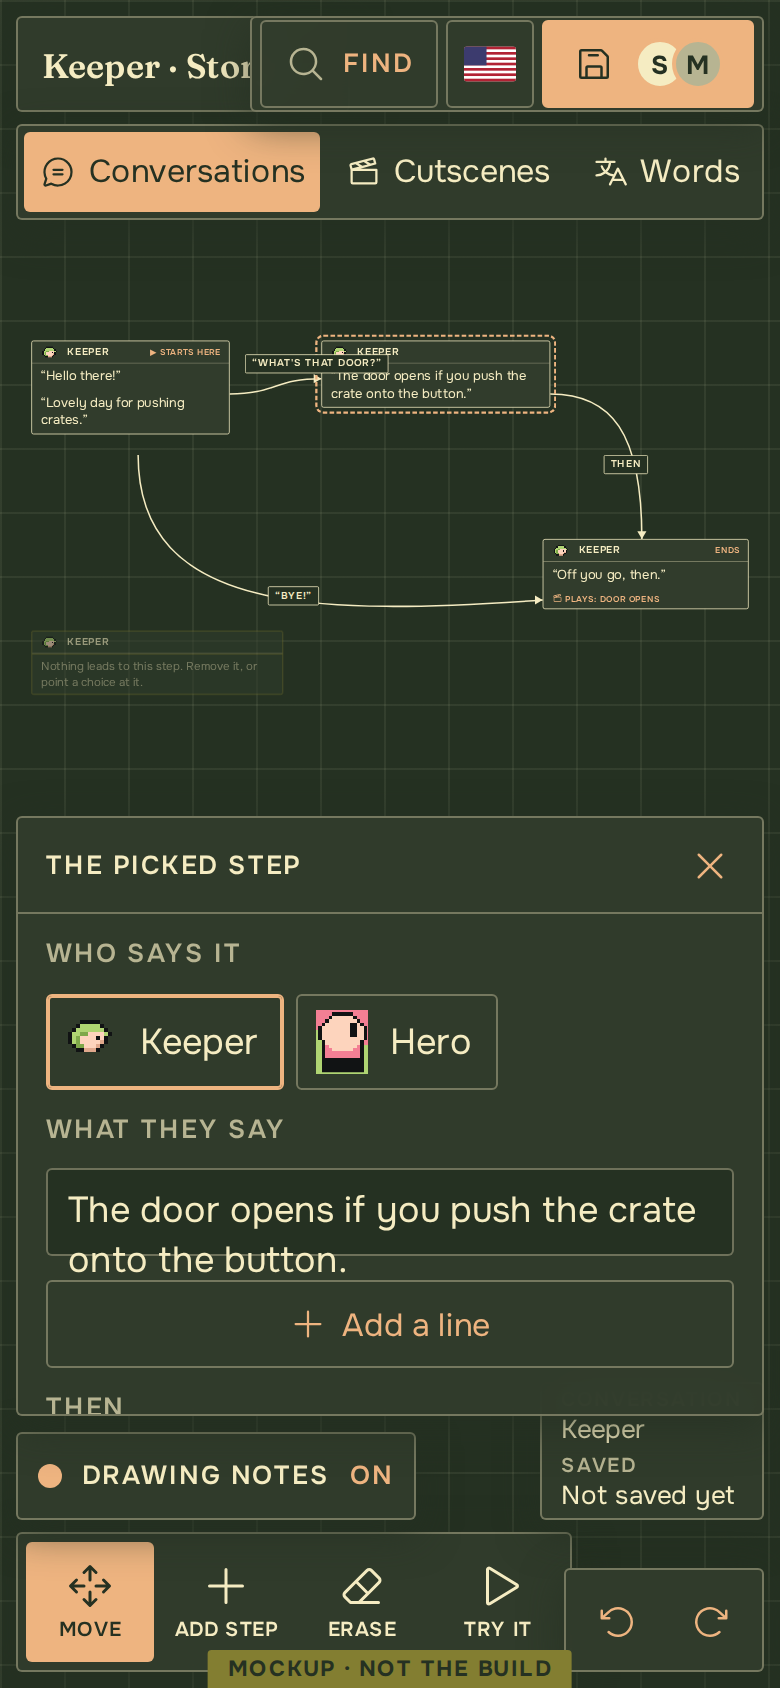 Keeper · Stor
FIND
S M
Conversations
Cutscenes
Words
KEEPER
▶ STARTS HERE
“Hello there!”
“Lovely day for pushing
crates.”
“WHAT'S THAT DOOR?”
KEEPER
“The door opens if you push the
crate onto the button.”
THEN
KEEPER
ENDS
“Off you go, then.”
PLAYS: DOOR OPENS
“BYE!”
KEEPER
Nothing leads to this step. Remove it, or
point a choice at it.
THE PICKED STEP
WHO SAYS IT
Keeper
Hero
WHAT THEY SAY
The door opens if you push the crate
onto the button.
Add a line
THEN
Keeper
SAVED
Not saved yet
DRAWING NOTES ON
MOVE
ADD STEP
ERASE
TRY IT
MOCKUP · NOT THE BUILD